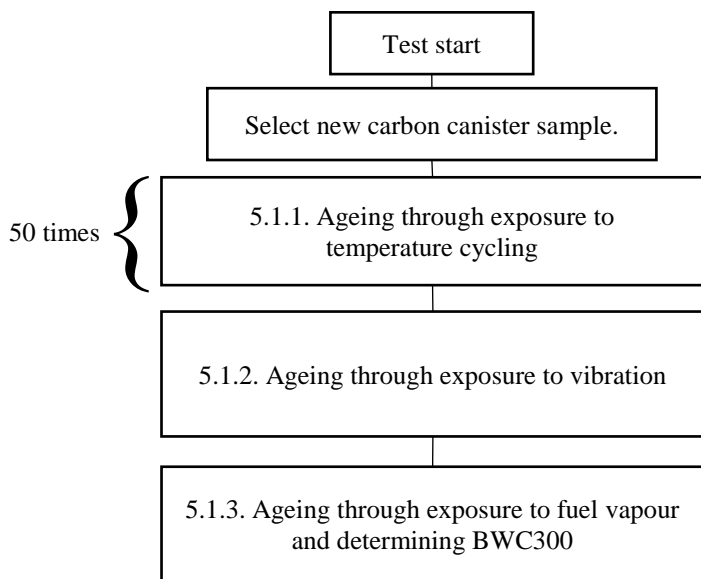 Test start
Select new carbon canister sample.
50 times
5.1.1. Ageing through exposure to
temperature cycling
5.1.2. Ageing through exposure to vibration
5.1.3. Ageing through exposure to fuel vapour
and determining BWC300